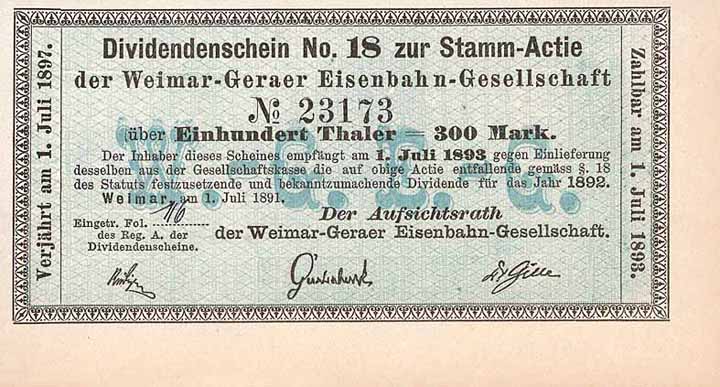 Verjährt am 1. Juli 1897.
Dividendenschein No. 18 zur Stamm-Actie
der Weimar-Geraer Eisenbahn-Gesellschaft
№ 23173
über Einhundert Thaler = 300 Mark.
Der Inhaber dieses Scheines empfängt am 1. Juli 1893 gegen Einlieferung
desselben aus der Gesellschaftskasse die auf obige Actie entfallende gemäss §. 18
des Statuts festzusetzende und bekanntzumachende Dividende für das Jahr 1892.
Weimar, am 1. Juli 1891.
Eingetr. Fol. 116
des Reg. A. der
Dividendenscheine.
Der Aufsichtsrath
der Weimar-Geraer Eisenbahn-Gesellschaft.
Zahlbar am 1. Juli 1893.
W. G. E. G.